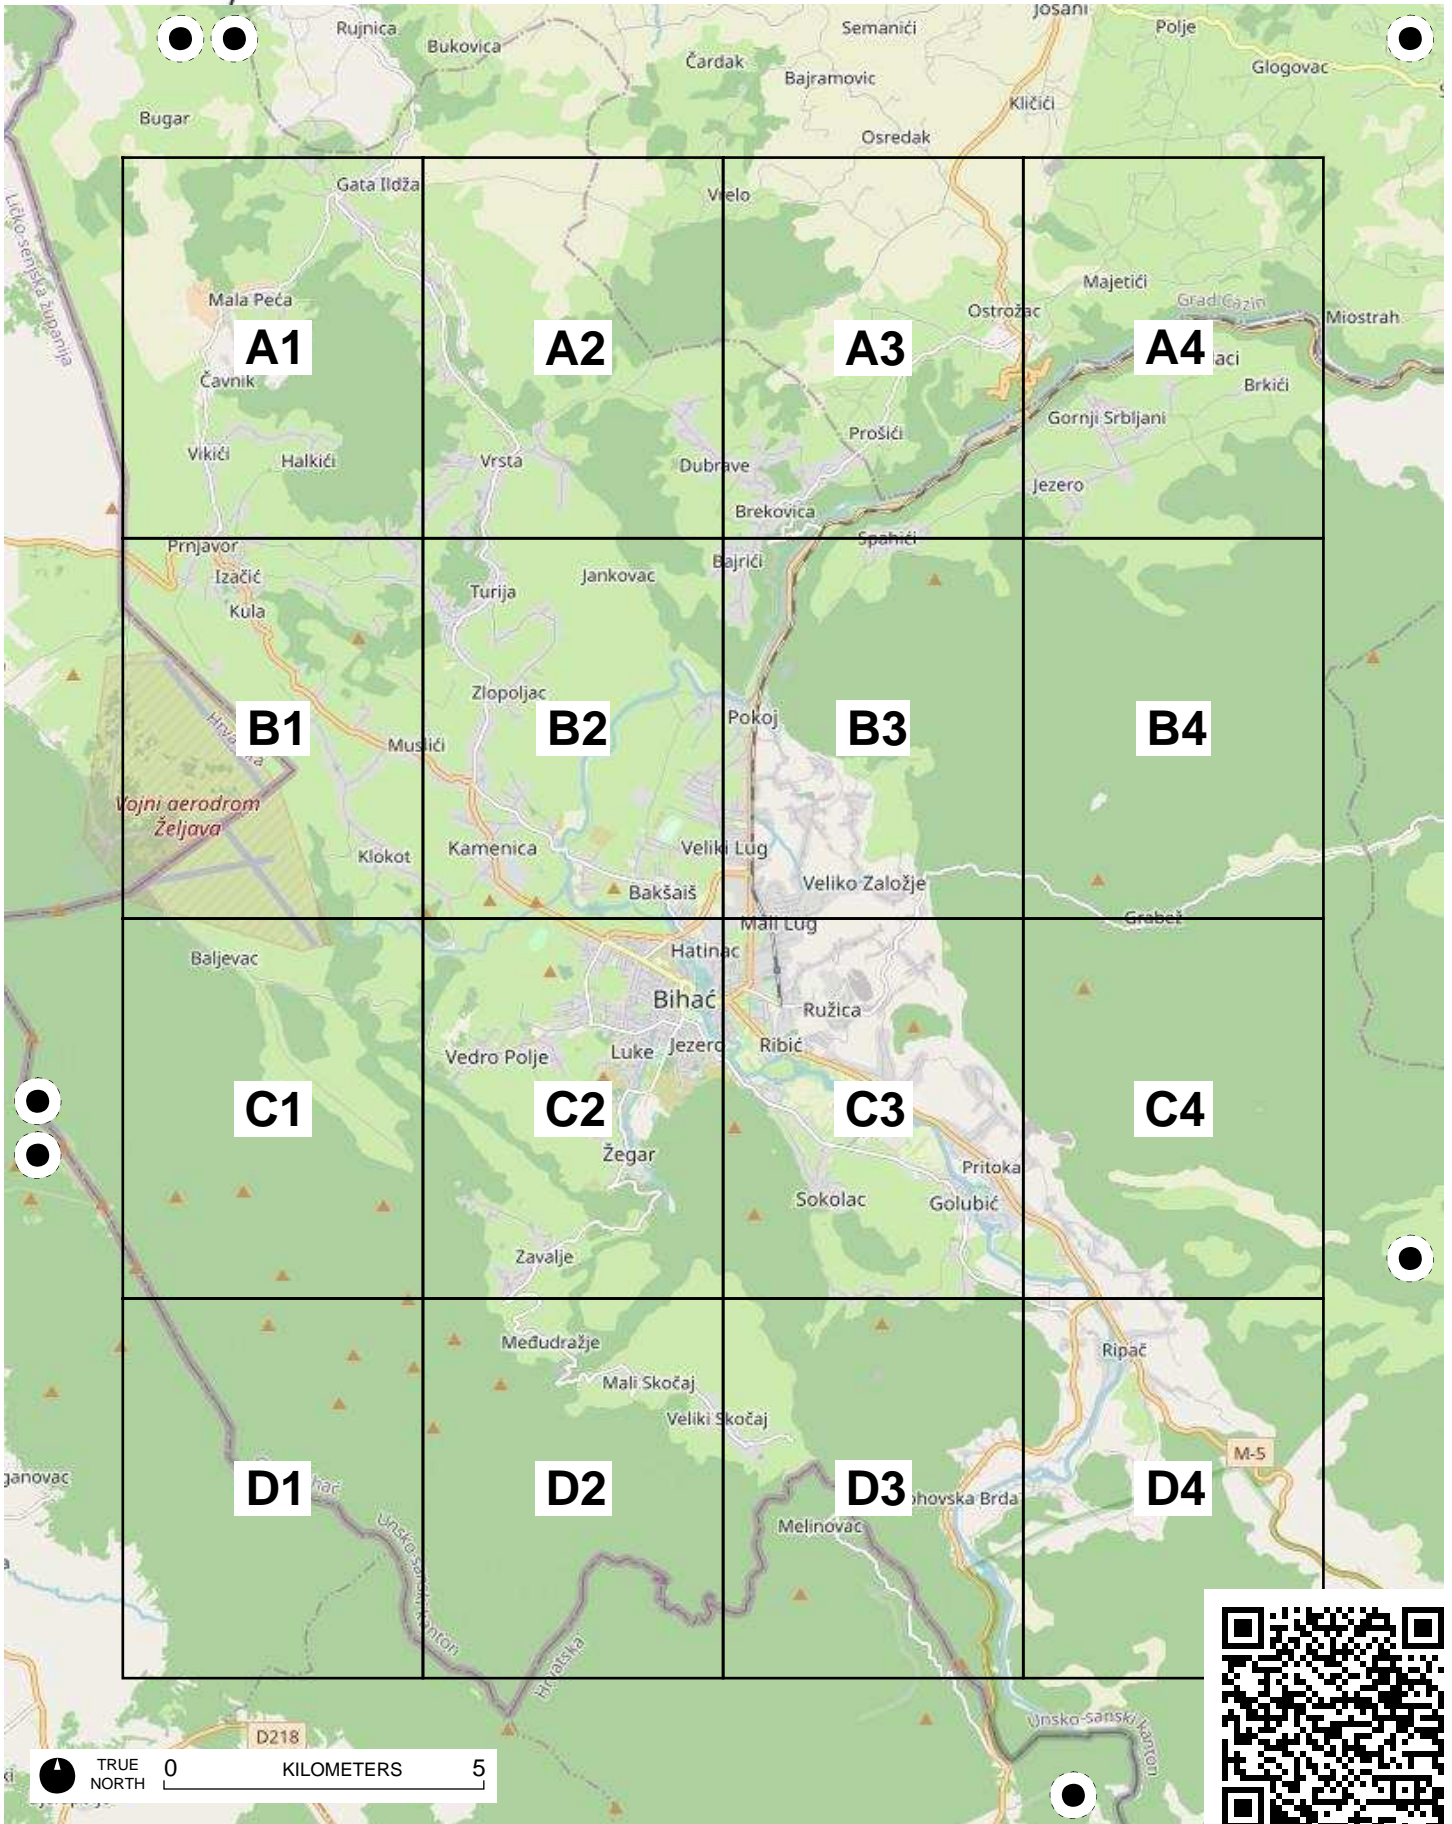 Rujnica
Bukovica
Semanići
Josani
Polje
Čardak
Bajramovic
Glogovac
Kličići
Bugar
Osredak
Gata Ildža
Vrelo
Ličko-senjska županija
Majetići
Mala Peća
Grad Cazin
Ostrožac
Miostrah
A1
A2
A3
A4
Čavnik
Brkići
Gornji Srbljani
Prošići
Vikići
Halkići
Vrsta
Dubrave
Jezero
Brekovica
Prnjavor
Spahići
Izačić
Turija
Jankovac
Bajrići
Kula
Zlopoljac
Hrvatska
Pokoj
B1
B2
B3
B4
Muslići
Vojni aerodrom
Željava
Klokot
Kamenica
Veliki Lug
Bakšaiš
Veliko Založje
Grabež
Mali Lug
Baljevac
Hatinac
Bihać
Ružica
Vedro Polje
Luke
Jezero
Ribić
C1
C2
C3
C4
Žegar
Pritoka
Sokolac
Golubić
Zavalje
Međudražje
Ripač
Mali Skočaj
Veliki Skočaj
M-5
D1
D2
D3
D4
Melinovac
Unsko-sanski kanton
Hrvatska
Unsko-sanski kanton
D218
TRUE
NORTH
0 KILOMETERS 5